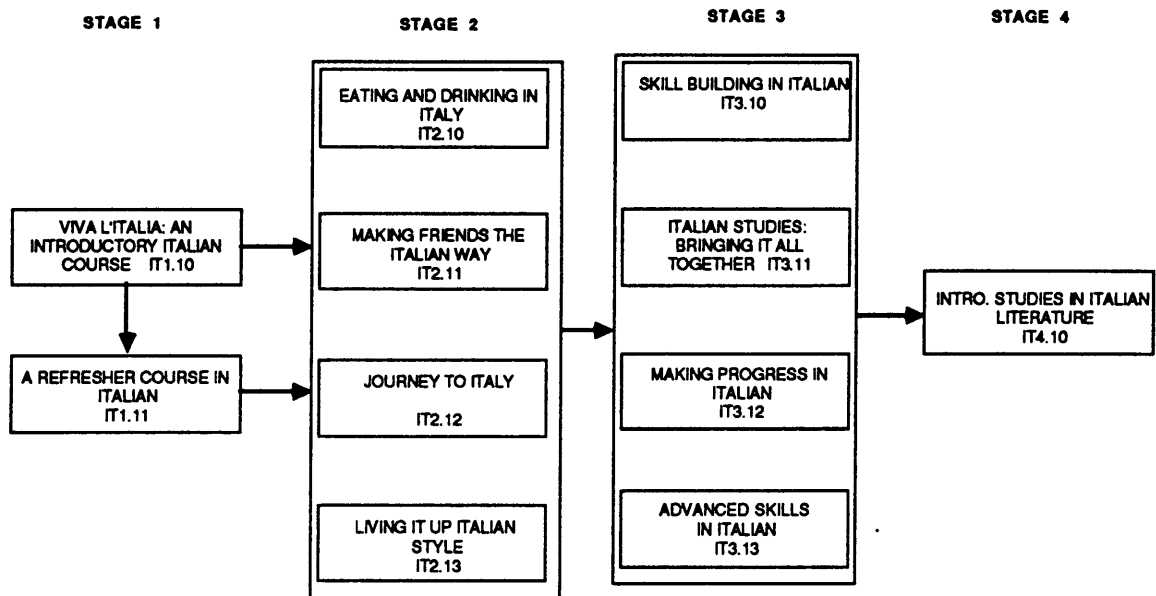 STAGE 1
STAGE 2
STAGE 3
STAGE 4
VIVA L'ITALIA: AN
INTRODUCTORY ITALIAN
COURSE IT1.10
A REFRESHER COURSE IN
ITALIAN
IT1.11
EATING AND DRINKING IN
ITALY
IT2.10
MAKING FRIENDS THE
ITALIAN WAY
IT2.11
JOURNEY TO ITALY
IT2.12
LIVING IT UP ITALIAN
STYLE
IT2.13
SKILL BUILDING IN ITALIAN
IT3.10
ITALIAN STUDIES:
BRINGING IT ALL
TOGETHER IT3.11
MAKING PROGRESS IN
ITALIAN
IT3.12
ADVANCED SKILLS
IN ITALIAN
IT3.13
INTRO. STUDIES IN ITALIAN
LITERATURE
IT4.10